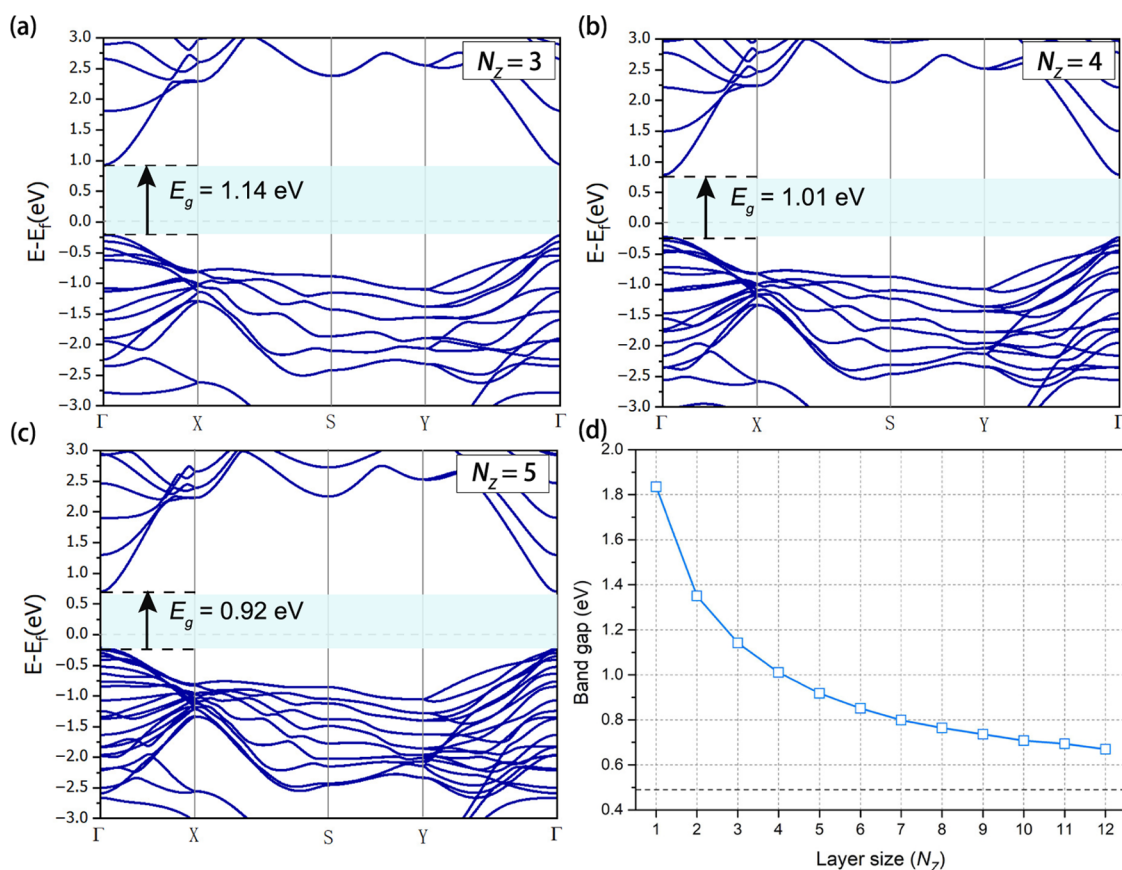 (a)
N_Z = 3
E-E_f(eV)
3.0
2.5
2.0
1.5
1.0
0.5
0.0
−0.5
−1.0
−1.5
−2.0
−2.5
−3.0
E_g = 1.14 eV
Γ X S Y Γ
(b)
N_Z = 4
3.0
2.5
2.0
1.5
1.0
0.5
0.0
−0.5
−1.0
−1.5
−2.0
−2.5
−3.0
E_g = 1.01 eV
Γ X S Y Γ
(c)
N_Z = 5
E-E_f(eV)
3.0
2.5
2.0
1.5
1.0
0.5
0.0
−0.5
−1.0
−1.5
−2.0
−2.5
−3.0
E_g = 0.92 eV
Γ X S Y Γ
(d)
Band gap (eV)
2.0
1.8
1.6
1.4
1.2
1.0
0.8
0.6
0.4
1 2 3 4 5 6 7 8 9 10 11 12
Layer size (N_Z)